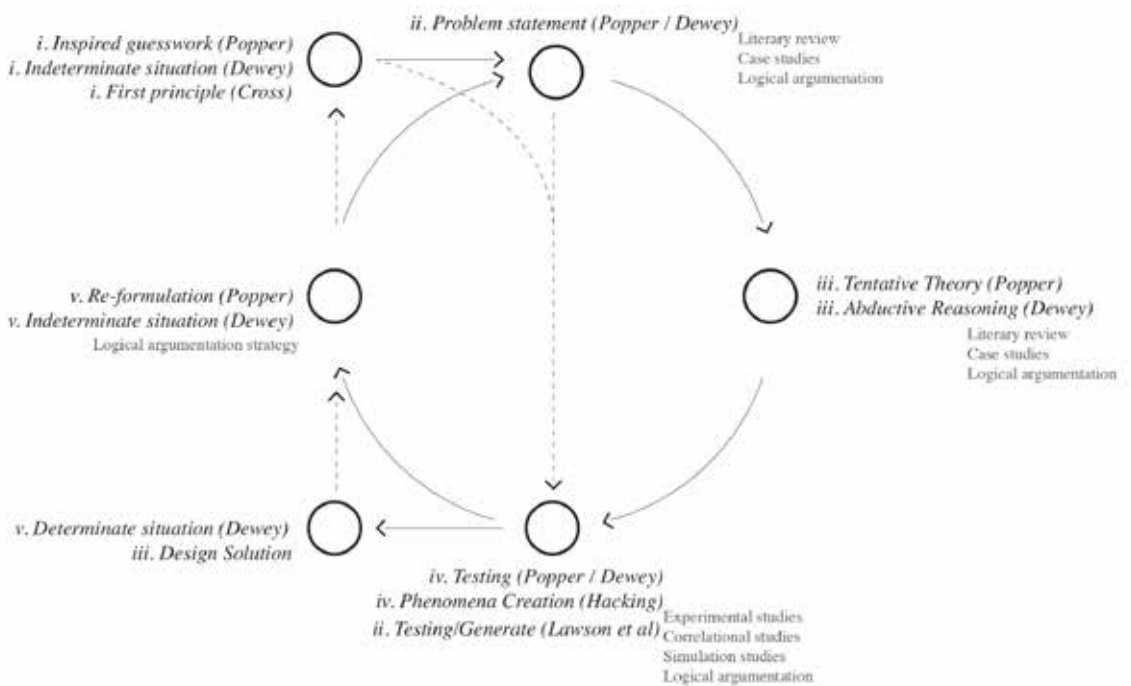 ii. Problem statement (Popper / Dewey)
Literary review
Case studies
Logical argumenation
i. Inspired guesswork (Popper)
i. Indeterminate situation (Dewey)
i. First principle (Cross)
iii. Tentative Theory (Popper)
iii. Abductive Reasoning (Dewey)
Literary review
Case studies
Logical argumentation
v. Re-formulation (Popper)
v. Indeterminate situation (Dewey)
Logical argumentation strategy
v. Determinate situation (Dewey)
iii. Design Solution
iv. Testing (Popper / Dewey)
iv. Phenomena Creation (Hacking)
ii. Testing/Generate (Lawson et al)
Experimental studies
Correlational studies
Simulation studies
Logical argumentation